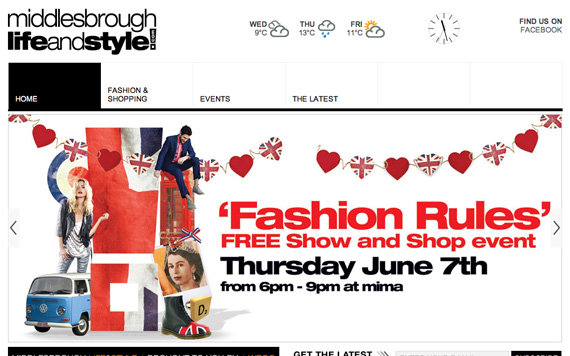 middlesbrough
lifeandstyle.com
WED
9°C
THU
13°C
FRI
11°C
FIND US ON
FACEBOOK
HOME
FASHION &
SHOPPING
EVENTS
THE LATEST
'Fashion Rules'
FREE Show and Shop event
Thursday June 7th
from 6pm - 9pm at mima
D2
GET THE LATEST